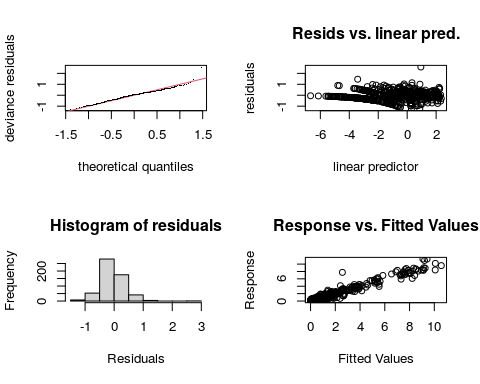 deviance residuals
1
-1
-1.5 -0.5 0.5 1.5
theoretical quantiles
Resids vs. linear pred.
residuals
1
-1
-6 -4 -2 0 2
linear predictor
Histogram of residuals
Frequency
200
0
-1 0 1 2 3
Residuals
Response vs. Fitted Values
Response
6
0
0 2 4 6 8 10
Fitted Values